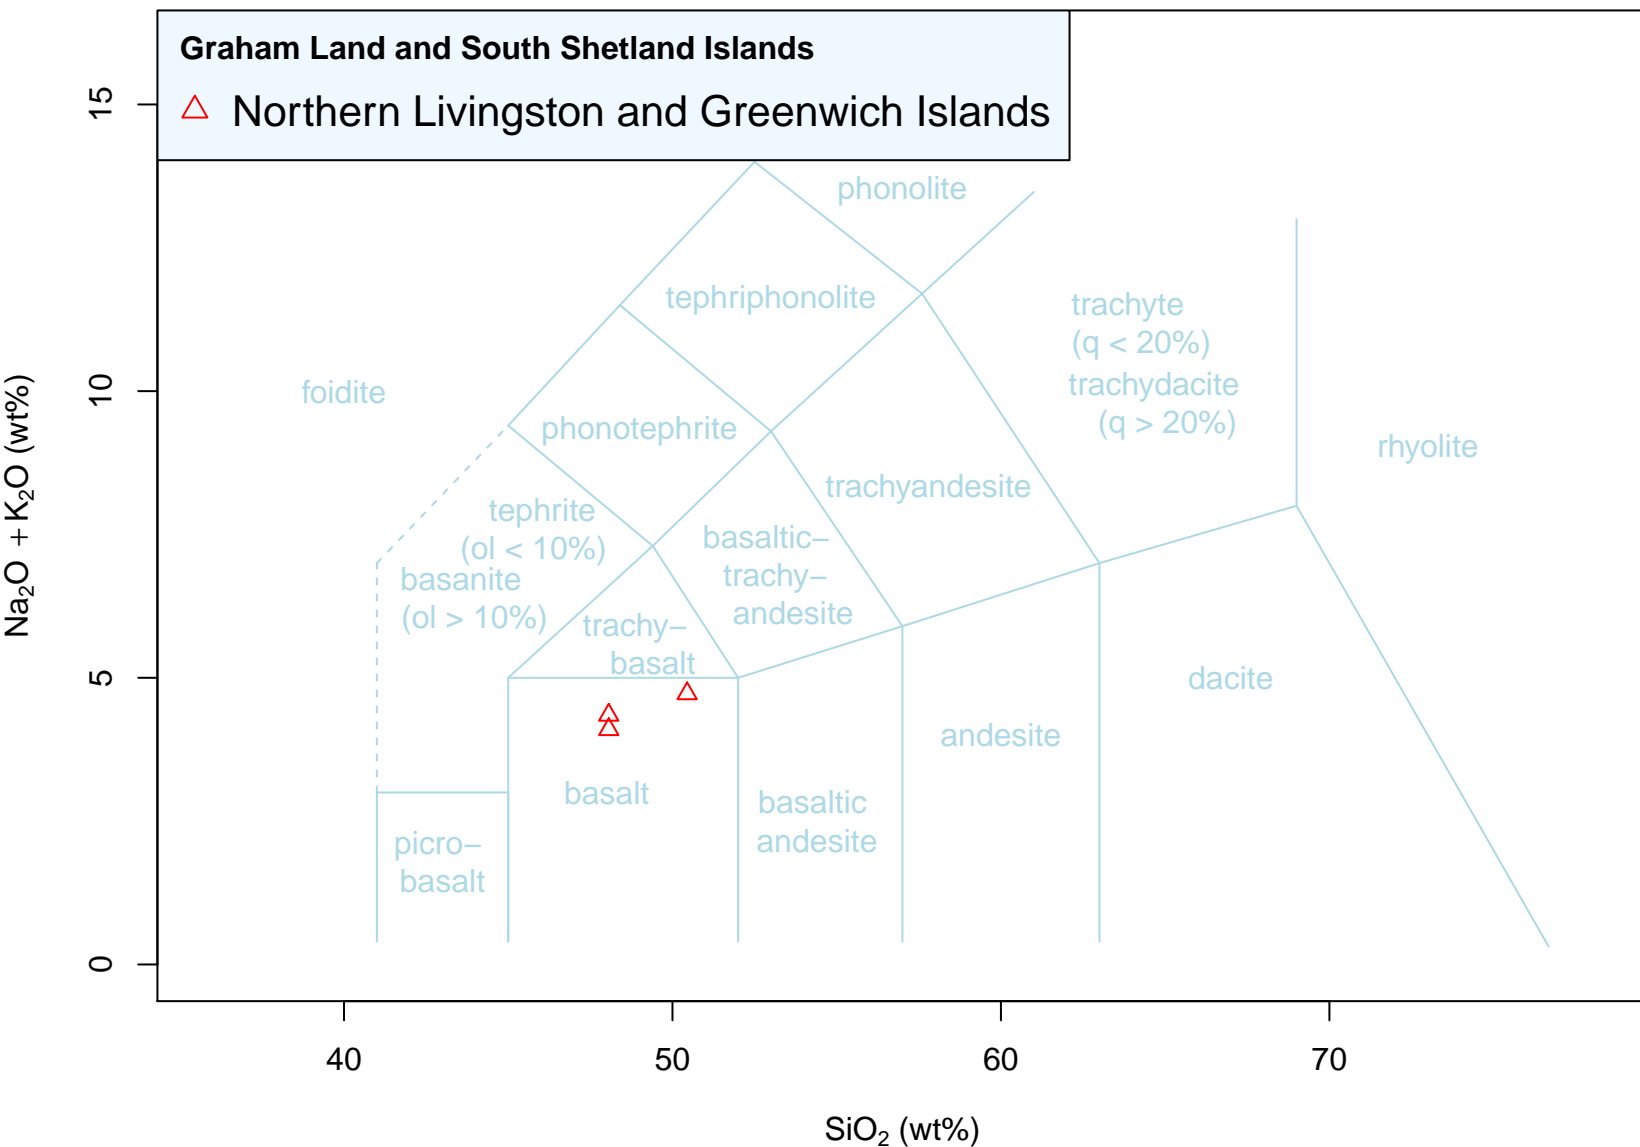 Graham Land and South Shetland Islands
Northern Livingston and Greenwich Islands
15
10
5
0
Na₂O + K₂O (wt%)
phonolite
tephriphonolite
trachyte
(q < 20%)
trachydacite
(q > 20%)
foidite
phonotephrite
rhyolite
trachyandesite
tephrite
(ol < 10%)
basanite
(ol > 10%)
basaltic–
trachy–
andesite
trachy–
basalt
dacite
andesite
basalt
basaltic
andesite
picro–
basalt
40
50
60
70
SiO₂ (wt%)